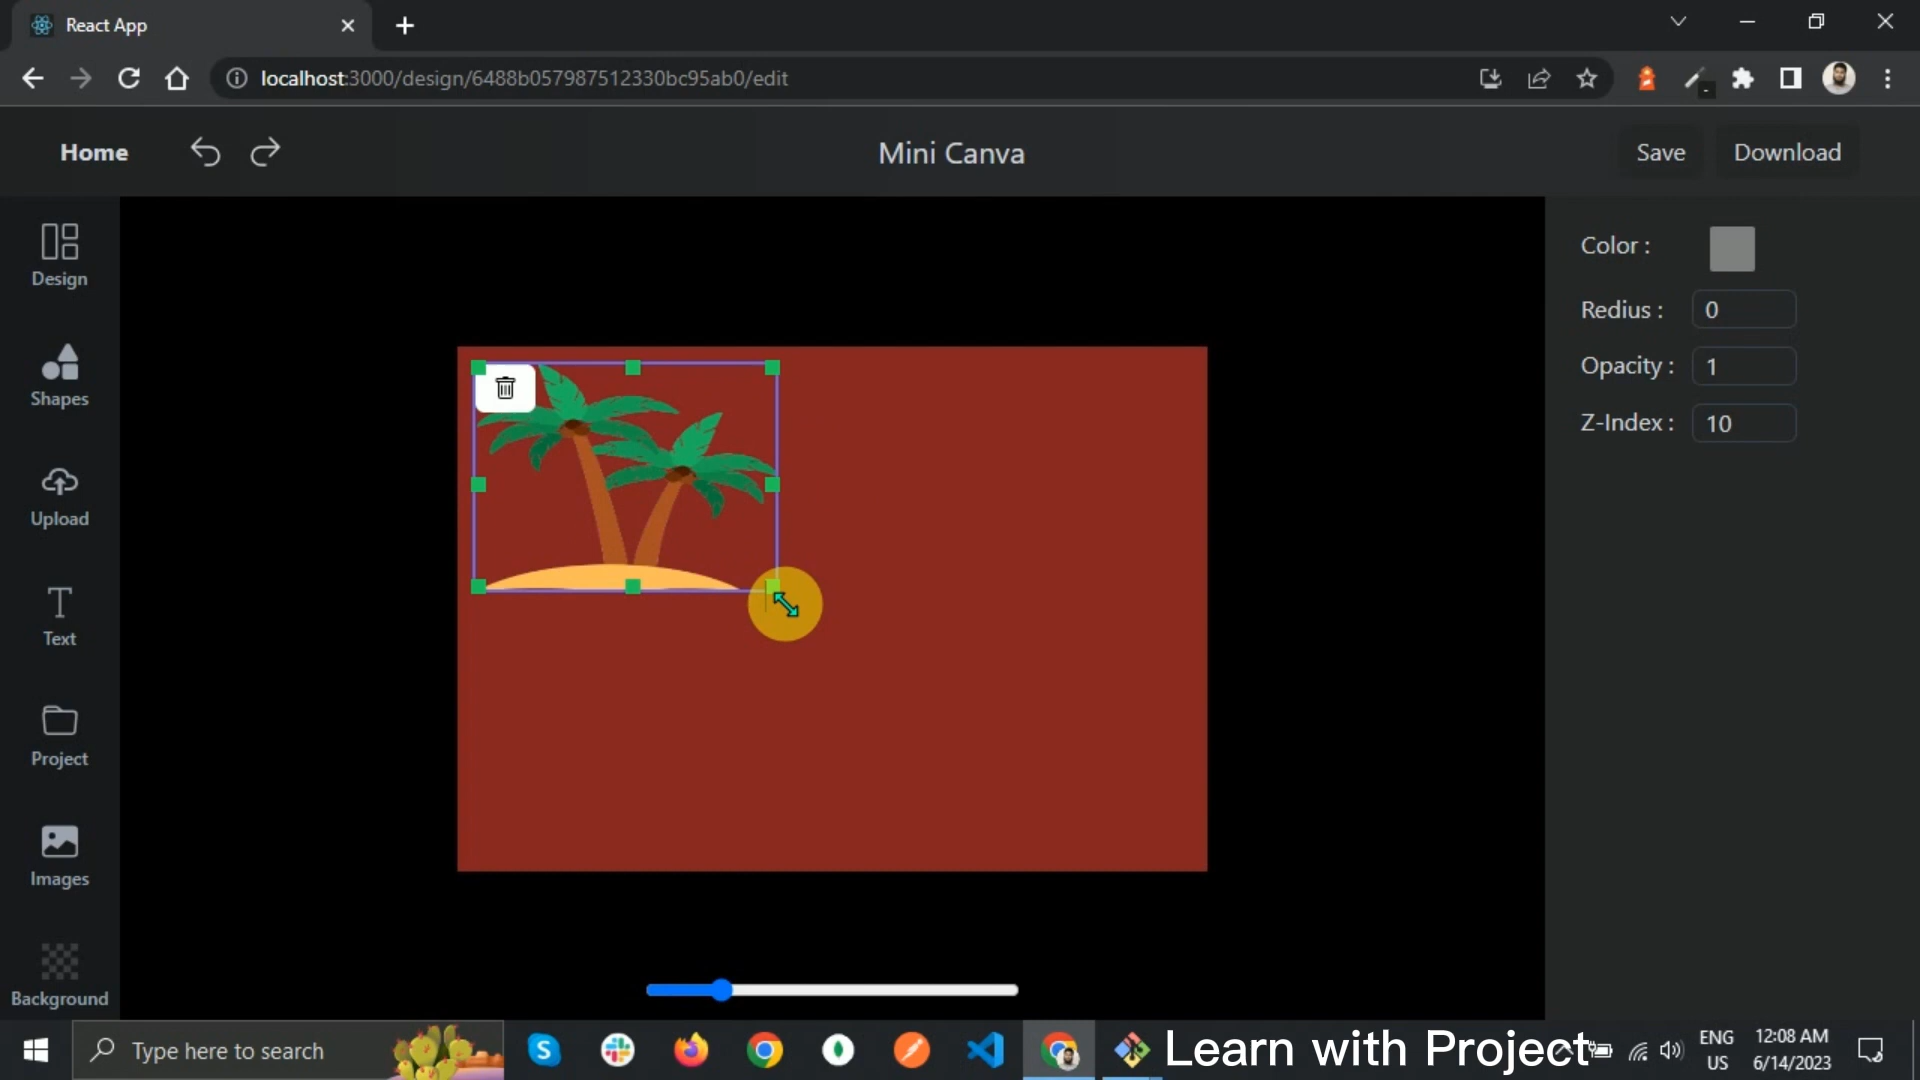 React App
localhost:3000/design/6488b057987512330bc95ab0/edit
Home
Mini Canva
Save
Download
Design
Shapes
Upload
Text
Project
Images
Background
Color :
Redius : 0
Opacity : 1
Z-Index : 10
Type here to search
Learn with Project
ENG
US
12:08 AM
6/14/2023